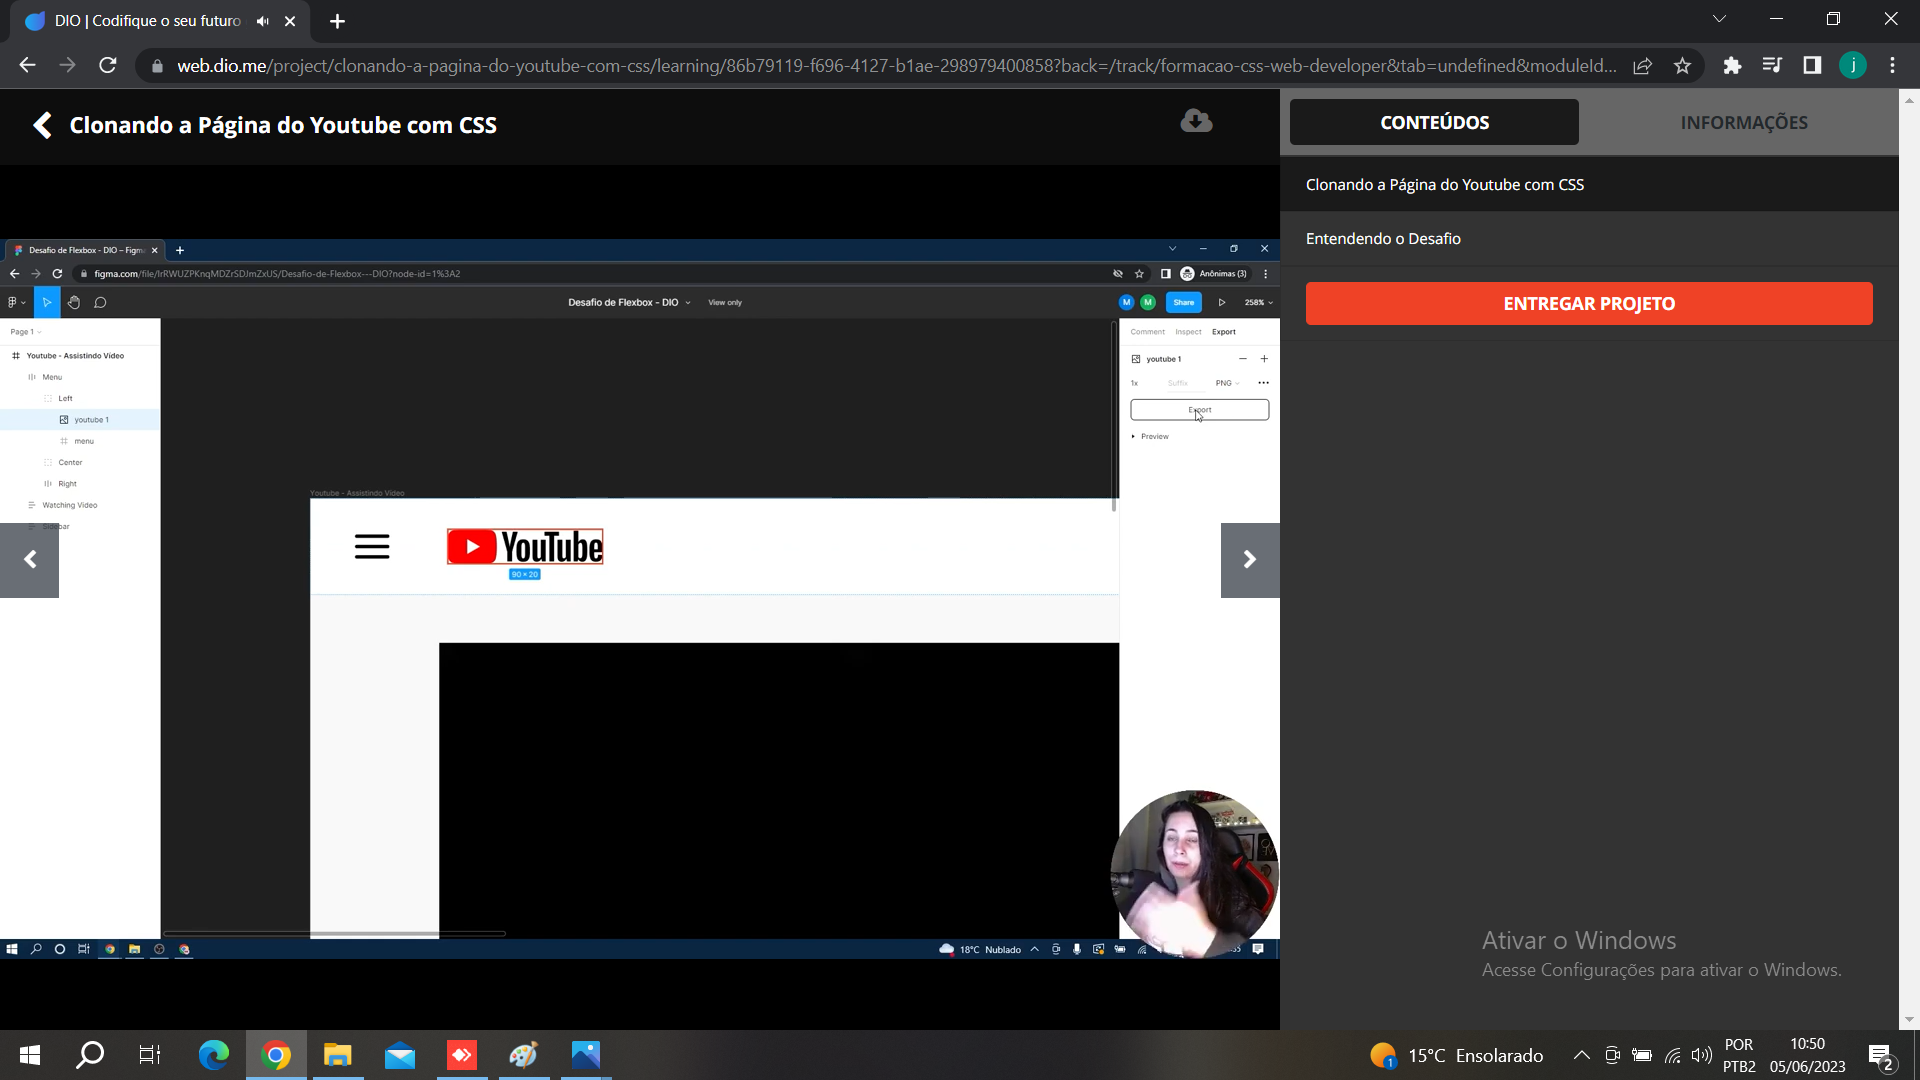 DIO | Codifique o seu futuro
web.dio.me/project/clonando-a-pagina-do-youtube-com-css/learning/86b79119-f696-4127-b1ae-298979400858?back=/track/formacao-css-web-developer&tab=undefined&moduleId...
j
Clonando a Página do Youtube com CSS
CONTEÚDOS
INFORMAÇÕES
Clonando a Página do Youtube com CSS
Entendendo o Desafio
ENTREGAR PROJETO
Desafio de Flexbox - DIO – Figm
figma.com/file/IrRWUZPKnqMDZrSDJmZxUS/Desafio-de-Flexbox---DIO?node-id=1%3A2
Anônimas (3)
Desafio de Flexbox - DIO
View only
M
M
Share
258%
Page 1
Comment
Inspect
Export
Youtube - Assistindo Vídeo
Menu
Left
youtube 1
menu
Center
Right
Watching Video
Sidebar
youtube 1
1x
Suffix
PNG
Export
Preview
Youtube - Assistindo Vídeo
YouTube
90 × 20
18°C Nublado
Ativar o Windows
Acesse Configurações para ativar o Windows.
1
15°C Ensolarado
POR
PTB2
10:50
05/06/2023
2